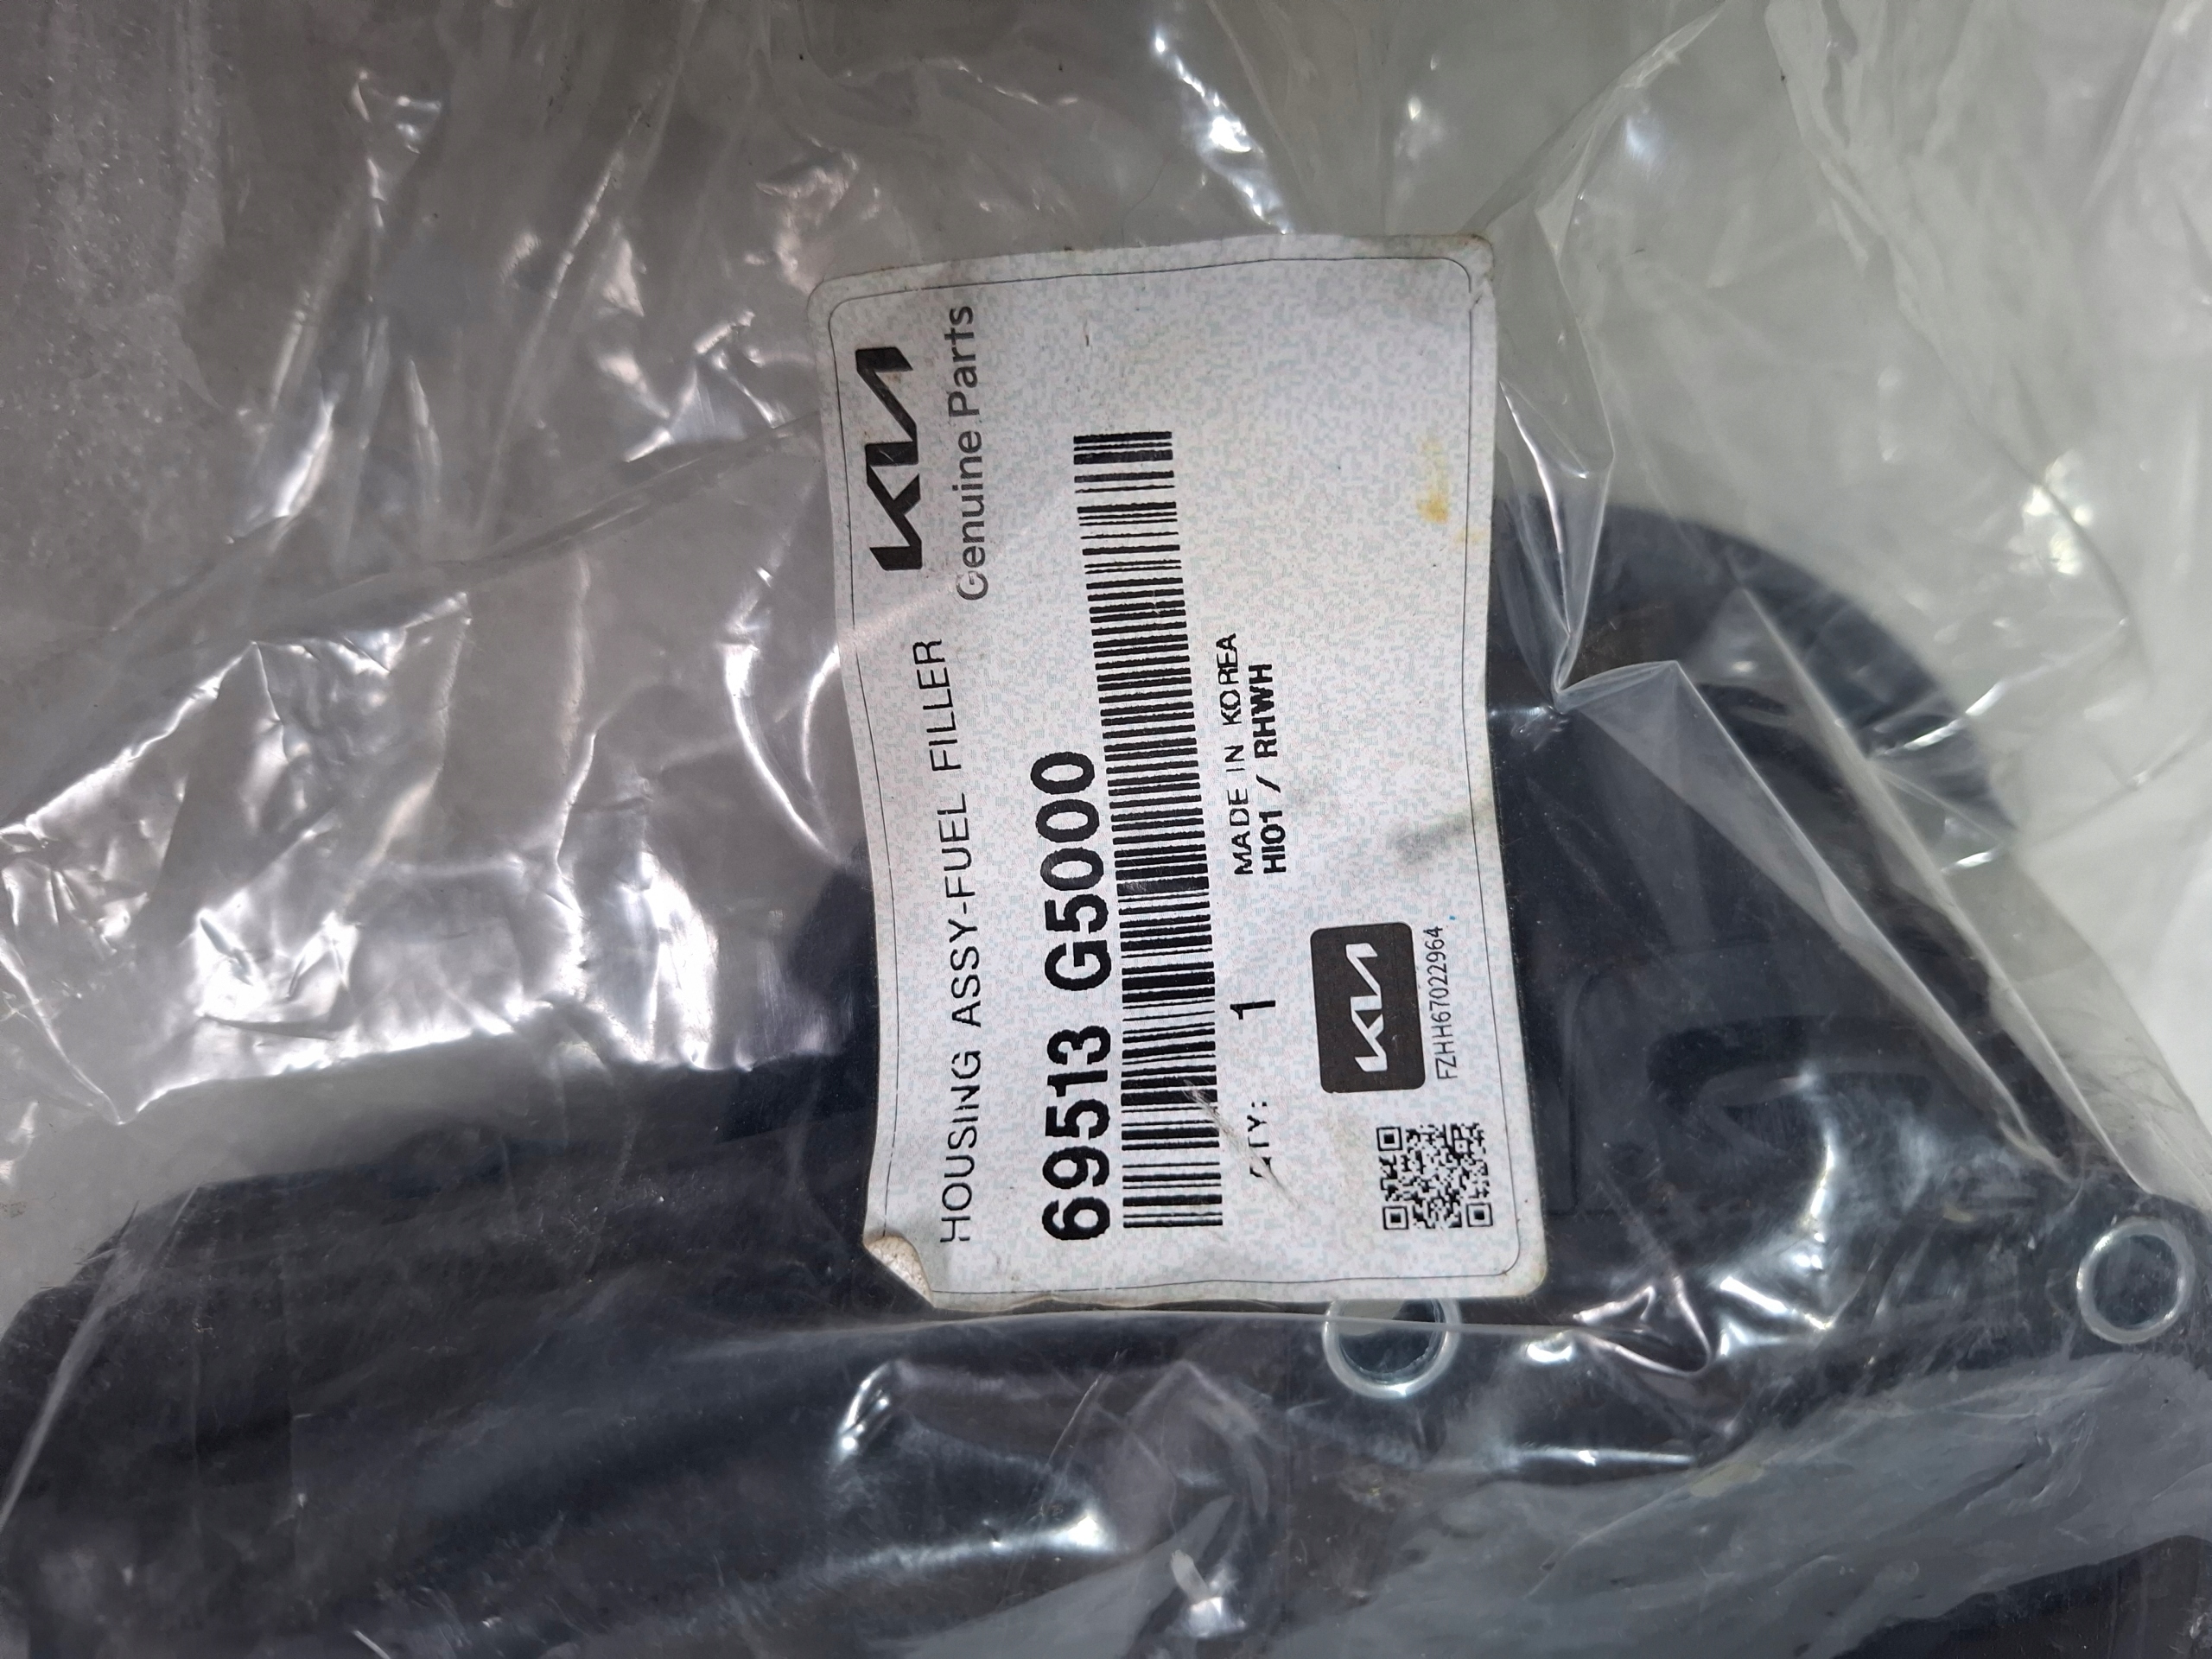 HOUSING ASSY-FUEL FILLER
KIA
Genuine Parts
69513 G5000
MADE IN KOREA
QTY: 1
HI01 / RHWH
KIA
FZHH67022964